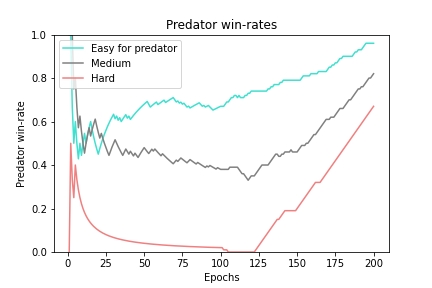 Predator win-rates
Easy for predator
Medium
Hard
Predator win-rate
1.0
0.8
0.6
0.4
0.2
0.0
0 25 50 75 100 125 150 175 200
Epochs